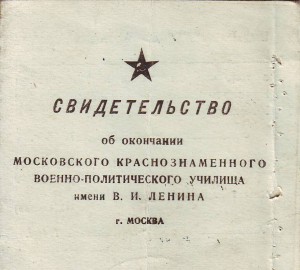 СВИДЕТЕЛЬСТВО
об окончании
МОСКОВСКОГО КРАСНОЗНАМЕННОГО
ВОЕННО-ПОЛИТИЧЕСКОГО УЧИЛИЩА
имени В. И. ЛЕНИНА
г. МОСКВА